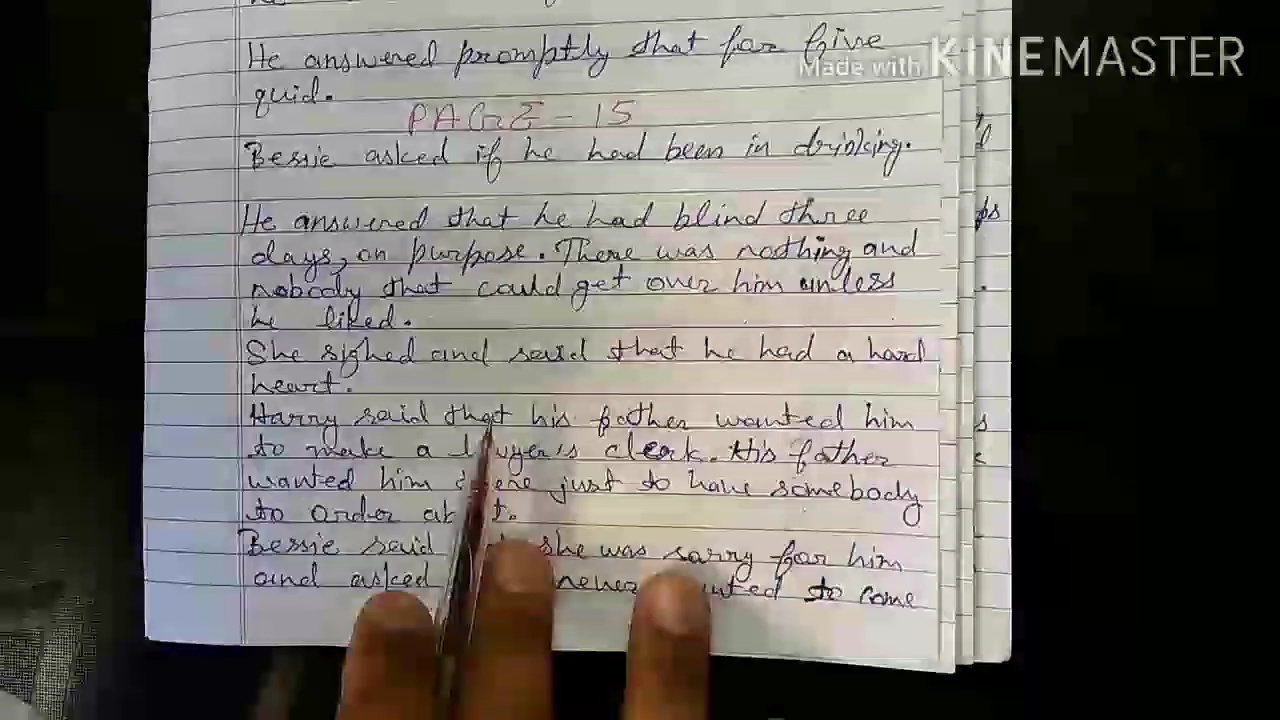 He answered promptly that for five
Made with KINEMASTER
quid.
PAGE - 15
Bessie asked if he had been in drinking.
He answered that he had blind three
days, on purpose. There was nothing and
nobody that could get over him unless
he liked.
She sighed and said that he had a hard
heart.
Harry said that his father wanted him
to make a lawyer's clerk. His father
wanted him there just to have somebody
to order
Bessie said she was sorry for him
and asked never to come